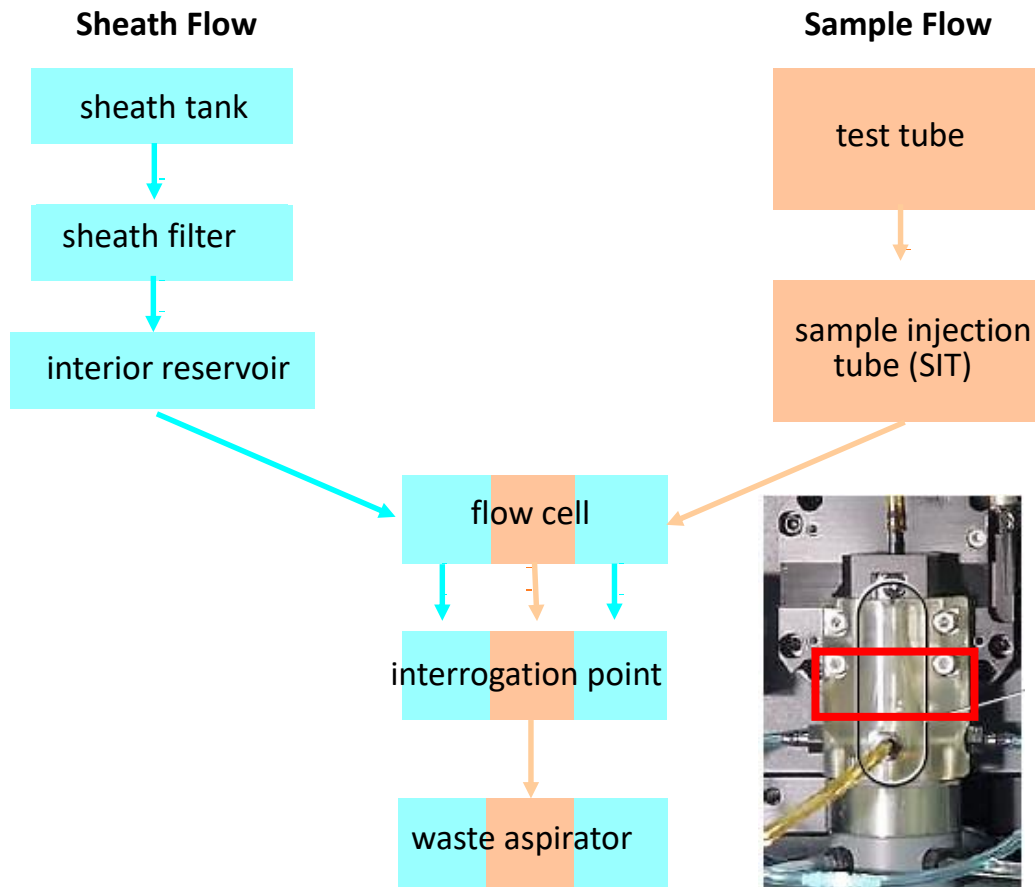 Sheath Flow
Sample Flow
sheath tank
test tube
sheath filter
sample injection
tube (SIT)
interior reservoir
flow cell
interrogation point
waste aspirator